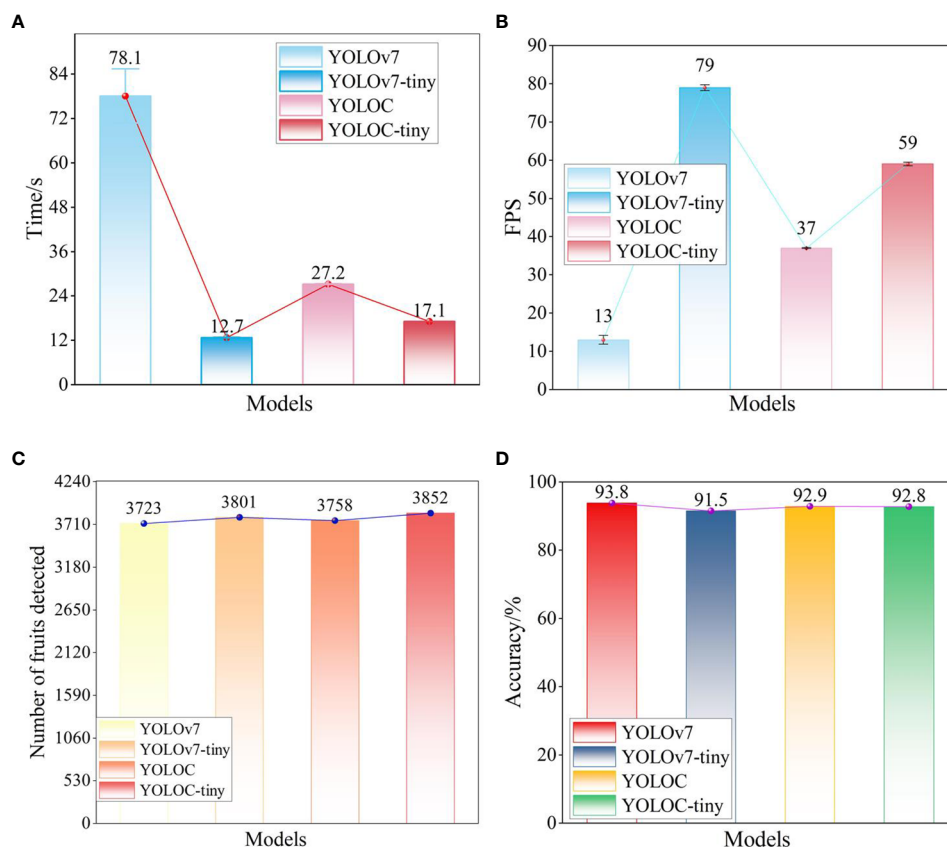 A
Time/s
84
72
60
48
36
24
12
0
78.1
12.7
27.2
17.1
YOLOv7
YOLOv7-tiny
YOLOC
YOLOC-tiny
Models
B
FPS
90
80
70
60
50
40
30
20
10
0
13
79
37
59
YOLOv7
YOLOv7-tiny
YOLOC
YOLOC-tiny
Models
C
Number of fruits detected
4240
3710
3180
2650
2120
1590
1060
530
0
3723
3801
3758
3852
YOLOv7
YOLOv7-tiny
YOLOC
YOLOC-tiny
Models
D
Accuracy/%
100
80
60
40
20
0
93.8
91.5
92.9
92.8
YOLOv7
YOLOv7-tiny
YOLOC
YOLOC-tiny
Models